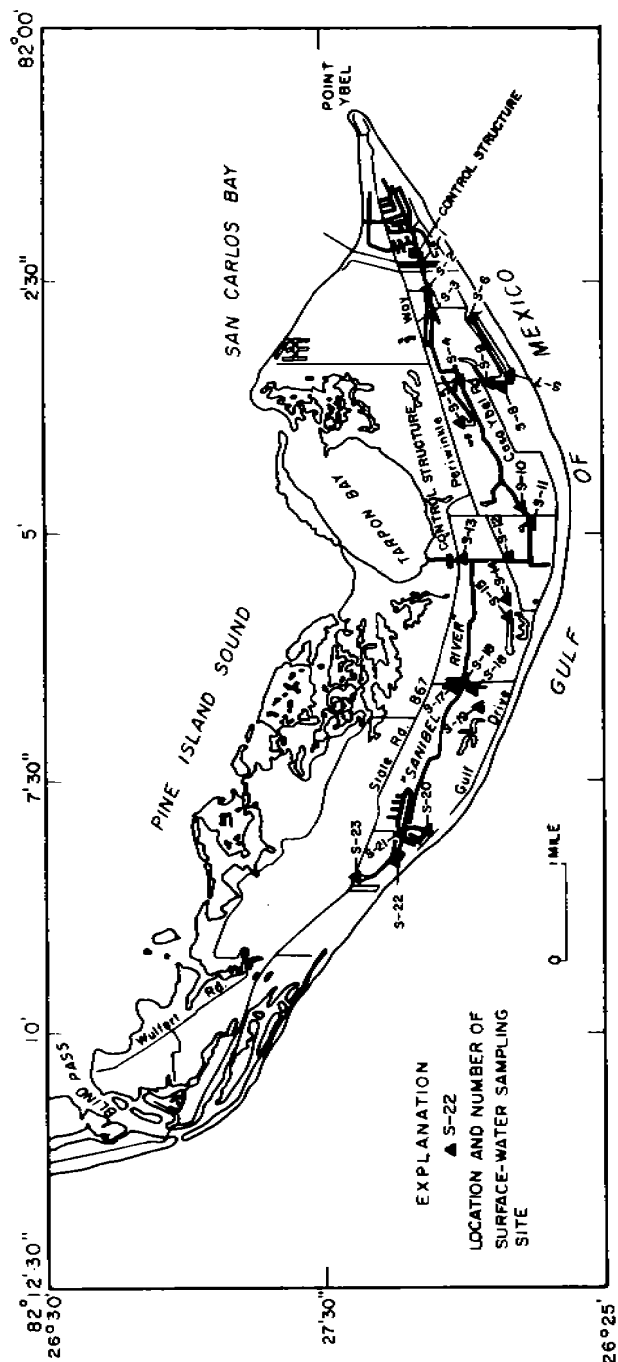 82°12'30"
10'
7'30"
5'
2'30"
82°00'
26°30'
27'30"
26°25'
BLIND PASS
Wulfert Rd.
PINE ISLAND SOUND
TARPON BAY
SAN CARLOS BAY
POINT YBEL
State Rd. 867
"SANIBEL RIVER"
Gulf Drive
CONTROL STRUCTURE
Periwinkle Way
Casa Ybel Rd.
CONTROL STRUCTURE
GULF OF MEXICO
S-23
S-22
S-21
S-20
S-17
S-18
S-15
S-13
S-12
S-11
S-10
S-9
S-8
S-7
S-6
S-5
S-4
S-3
S-2
0 1 MILE
EXPLANATION
S-22
LOCATION AND NUMBER OF
SURFACE-WATER SAMPLING
SITE